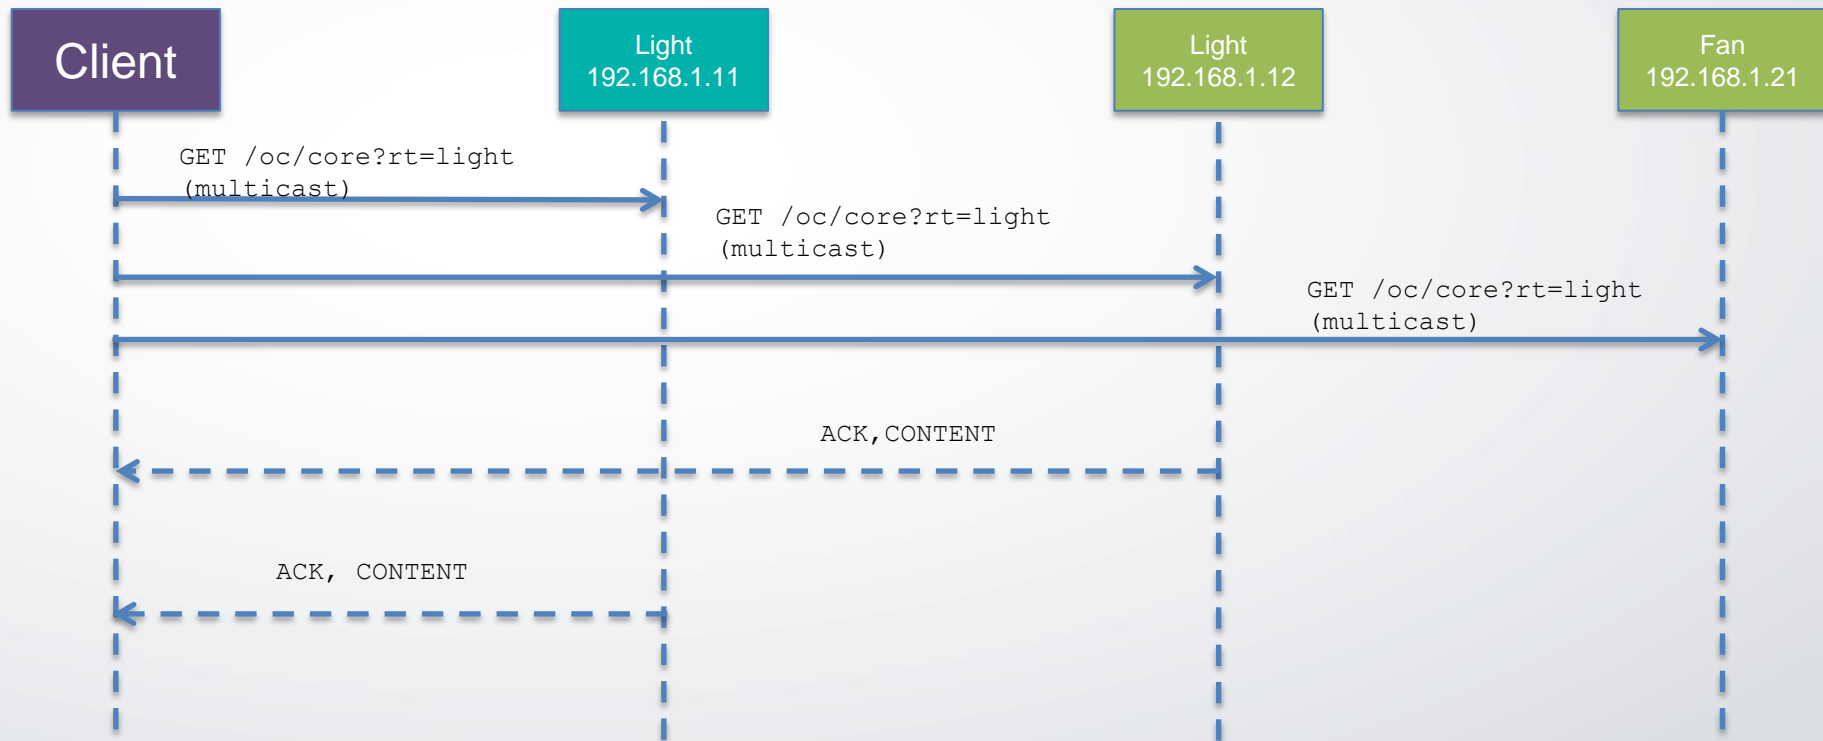 Client
Light
192.168.1.11
Light
192.168.1.12
Fan
192.168.1.21
GET /oc/core?rt=light
(multicast)
GET /oc/core?rt=light
(multicast)
GET /oc/core?rt=light
(multicast)
ACK,CONTENT
ACK, CONTENT